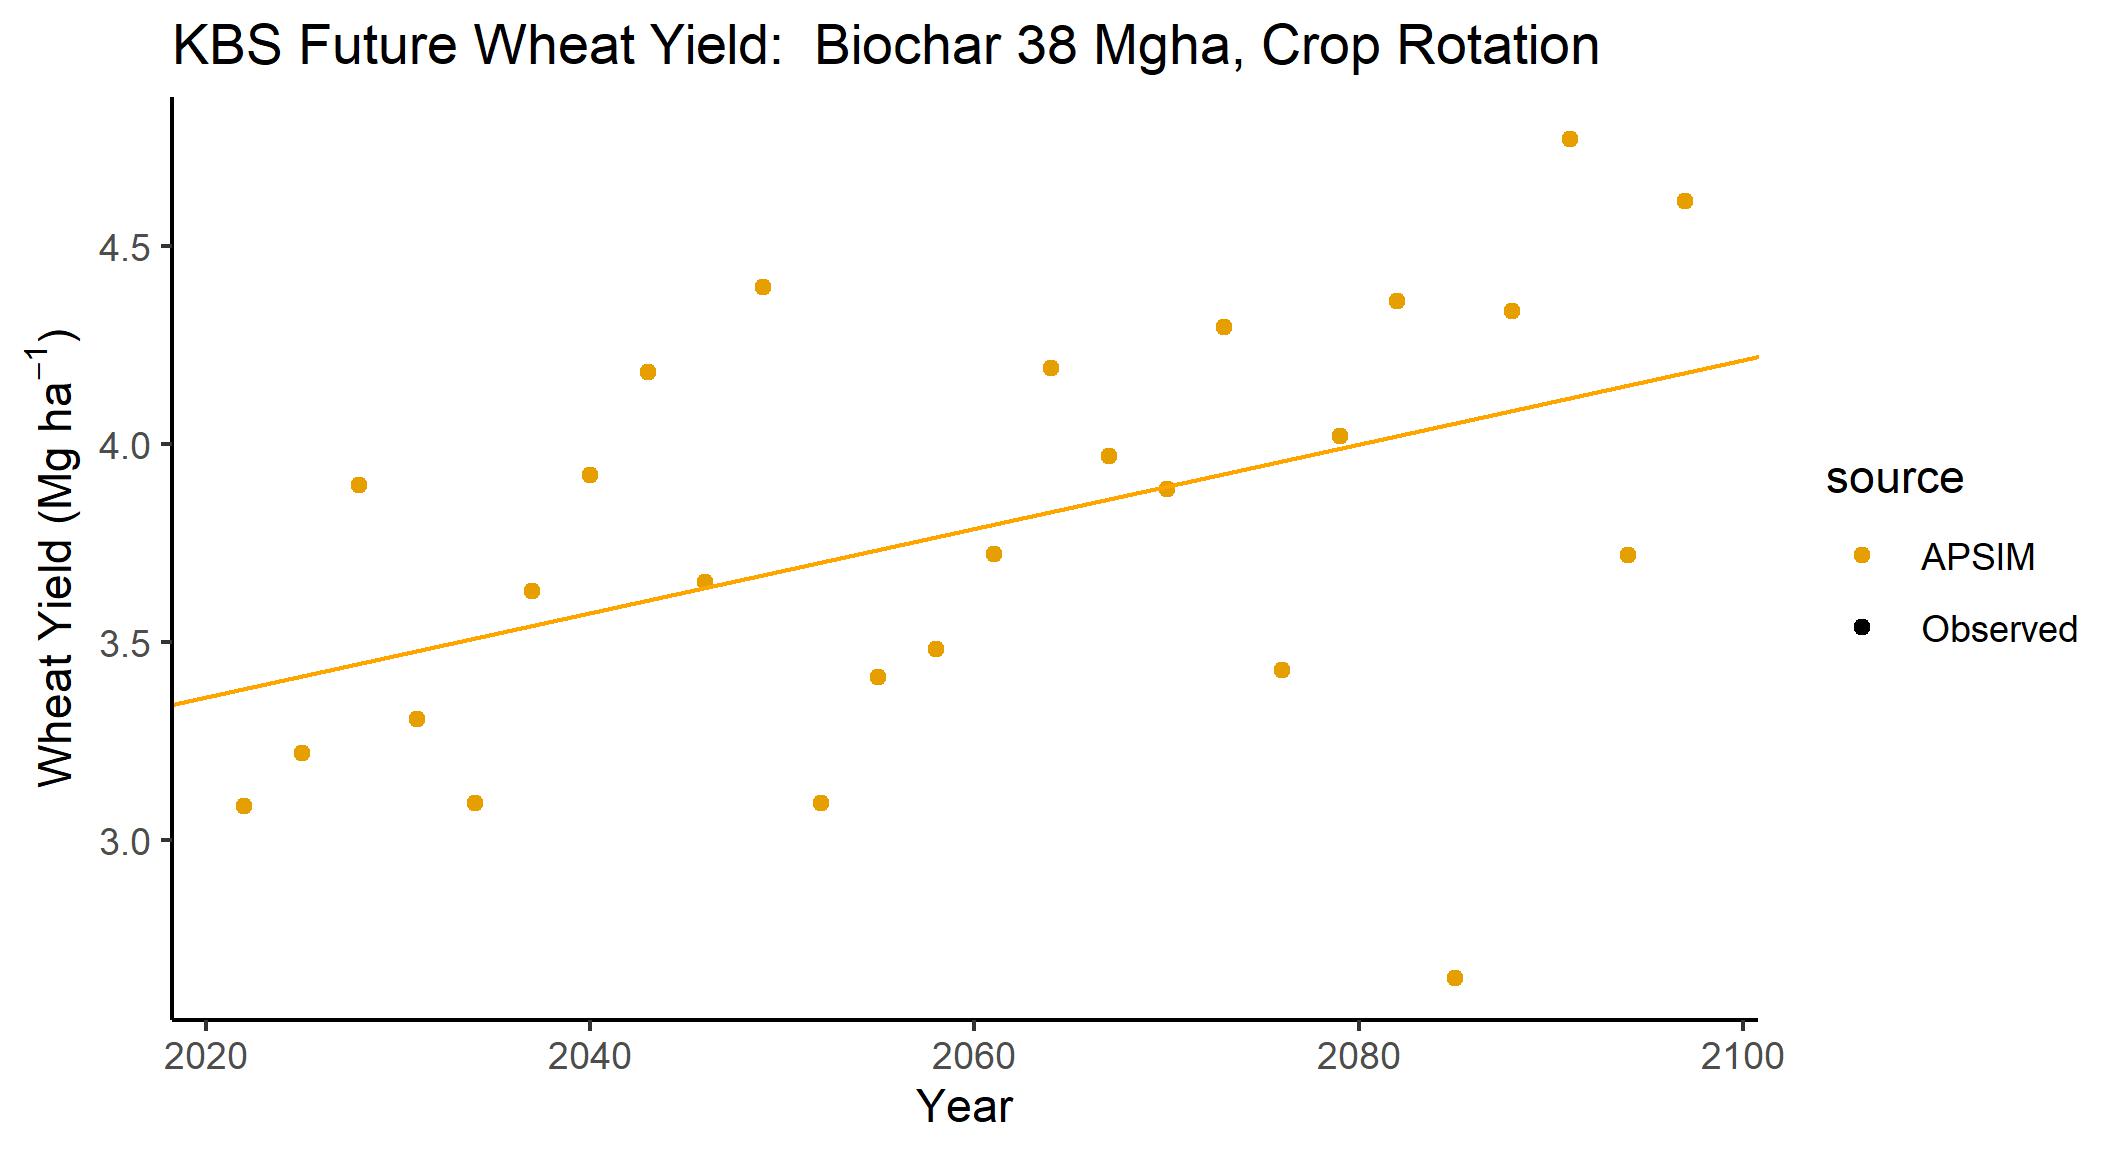 KBS Future Wheat Yield:  Biochar 38 Mgha, Crop Rotation
Wheat Yield (Mg ha⁻¹)
4.5
4.0
3.5
3.0
2020 2040 2060 2080 2100
Year
source
APSIM
Observed